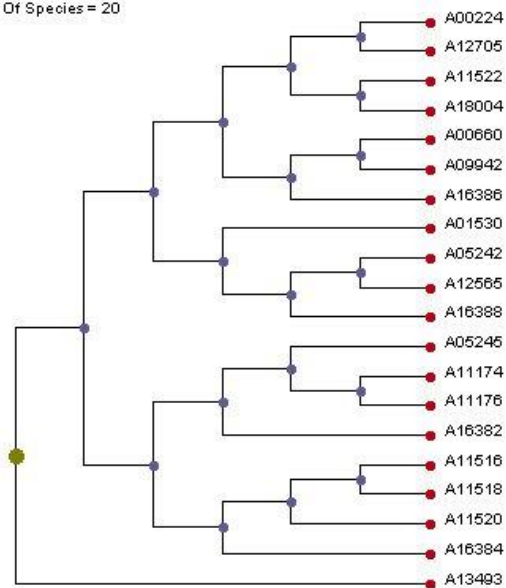 Of Species = 20
A00224
A12705
A11522
A18004
A00660
A09942
A16386
A01530
A05242
A12565
A16388
A05245
A11174
A11176
A16382
A11516
A11518
A11520
A16384
A13493